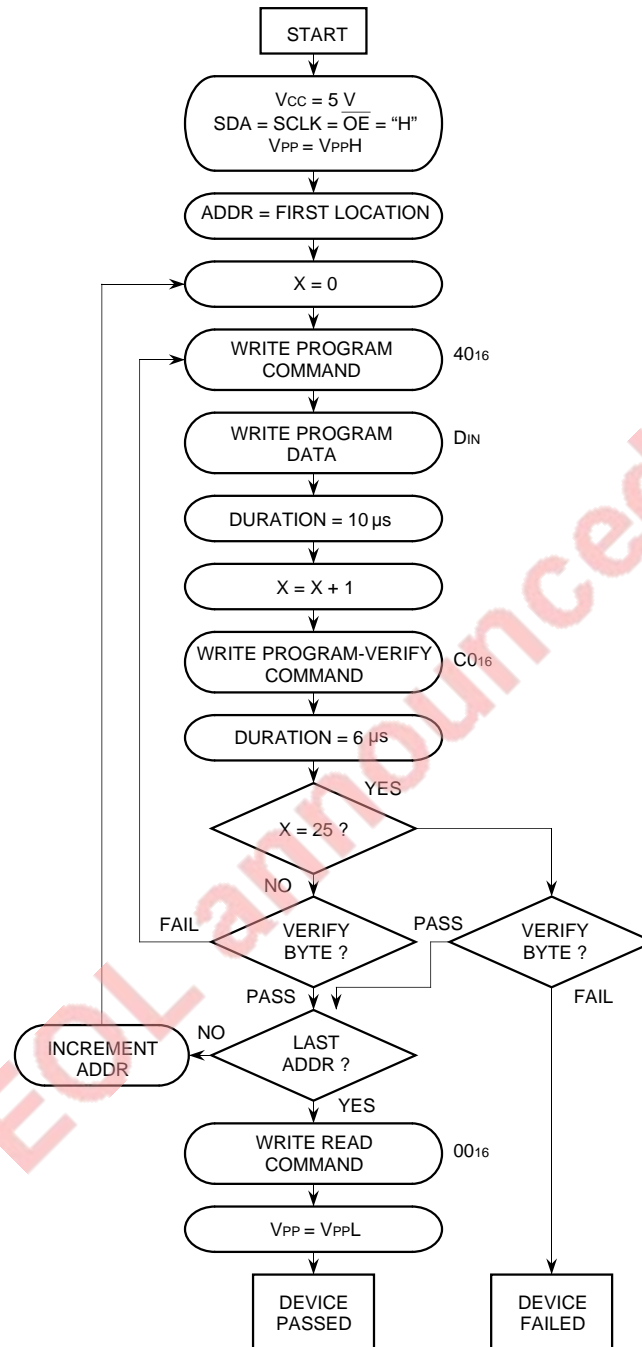 START
VCC = 5 V
SDA = SCLK = O̅E̅ = “H”
VPP = VPPH
ADDR = FIRST LOCATION
X = 0
WRITE PROGRAM
COMMAND
4016
WRITE PROGRAM
DATA
DIN
DURATION = 10 µs
X = X + 1
WRITE PROGRAM-VERIFY
COMMAND
C016
DURATION = 6 µs
YES
X = 25 ?
NO
FAIL
VERIFY
BYTE ?
PASS
VERIFY
BYTE ?
PASS
FAIL
INCREMENT
ADDR
NO
LAST
ADDR ?
YES
WRITE READ
COMMAND
0016
VPP = VPPL
DEVICE
PASSED
DEVICE
FAILED
EOL announced